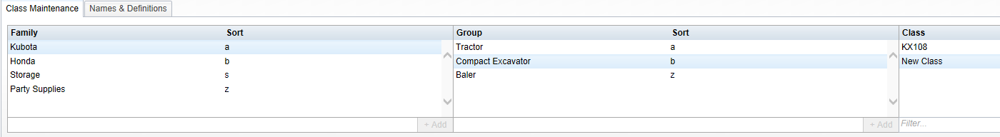 Class Maintenance Names & Definitions
Family Sort Group Sort Class
Kubota a Tractor a KX108
Honda b Compact Excavator b New Class
Storage s Baler z
Party Supplies z
+ Add + Add Filter...